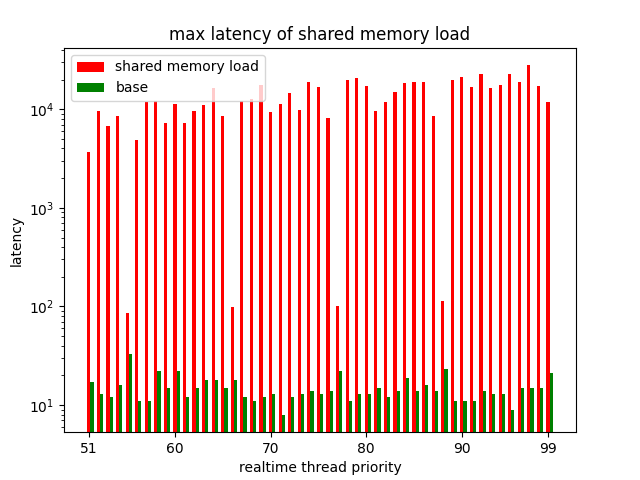 max latency of shared memory load
shared memory load
base
10⁴
10³
10²
10¹
latency
51 60 70 80 90 99
realtime thread priority